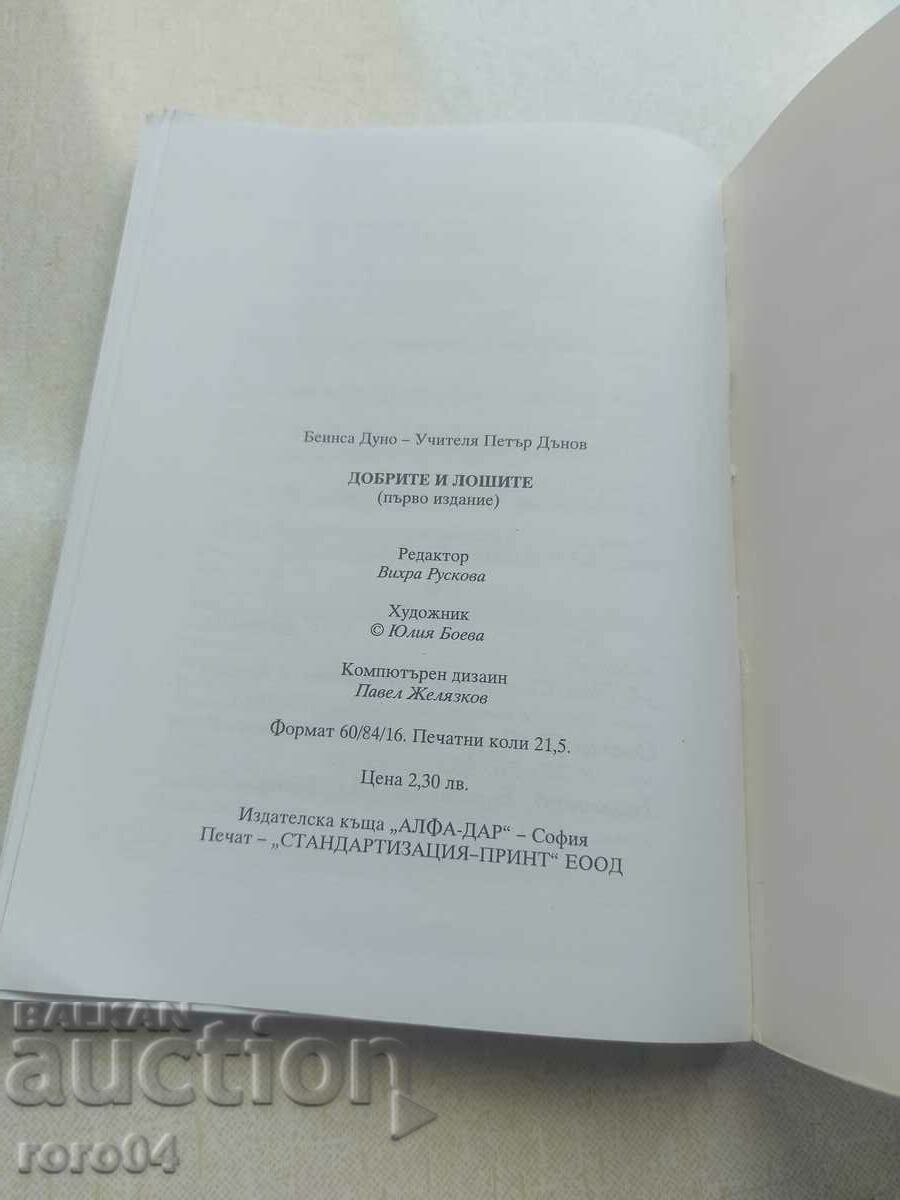 Беинса Дуно – Учителя Петър Дънов
ДОБРИТЕ И ЛОШИТЕ
(първо издание)
Редактор
Вихра Рускова
Художник
© Юлия Боева
Компютърен дизаин
Павел Желязков
Формат 60/84/16. Печатни коли 21,5.
Цена 2,30 лв.
Издателска къща „АЛФА-ДАР“ – София
Печат – „СТАНДАРТИЗАЦИЯ–ПРИНТ“ ЕООД
BALKAN
auction
roro04